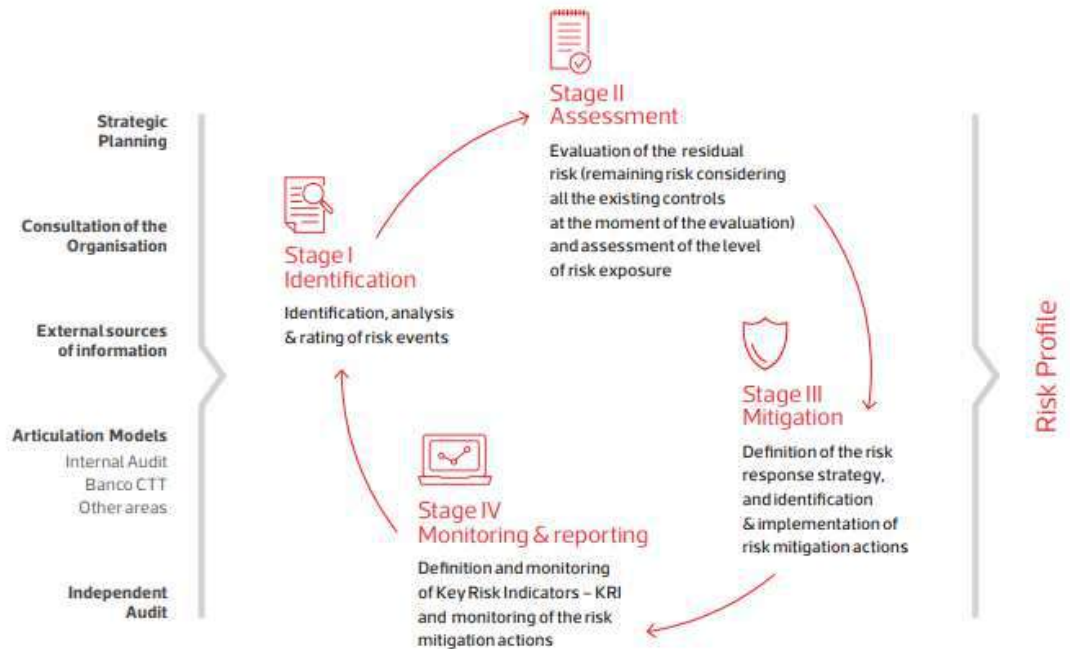 Strategic
Planning
Consultation of the
Organisation
External sources
of information
Articulation Models
Internal Audit
Banco CTT
Other areas
Independent
Audit
Stage I
Identification
Identification, analysis
& rating of risk events
Stage II
Assessment
Evaluation of the residual
risk (remaining risk considering
all the existing controls
at the moment of the evaluation)
and assessment of the level
of risk exposure
Stage III
Mitigation
Definition of the risk
response strategy,
and identification
& implementation of
risk mitigation actions
Stage IV
Monitoring & reporting
Definition and monitoring
of Key Risk Indicators – KRI
and monitoring of the risk
mitigation actions
Risk Profile